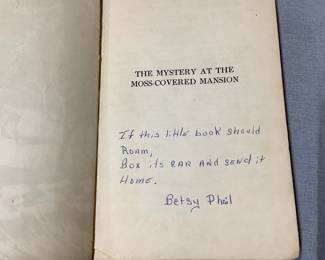 THE MYSTERY AT THE
MOSS-COVERED MANSION
If this little book should
ROAM,
Box its EAR AND SEND it
HOME.
Betsy Phil